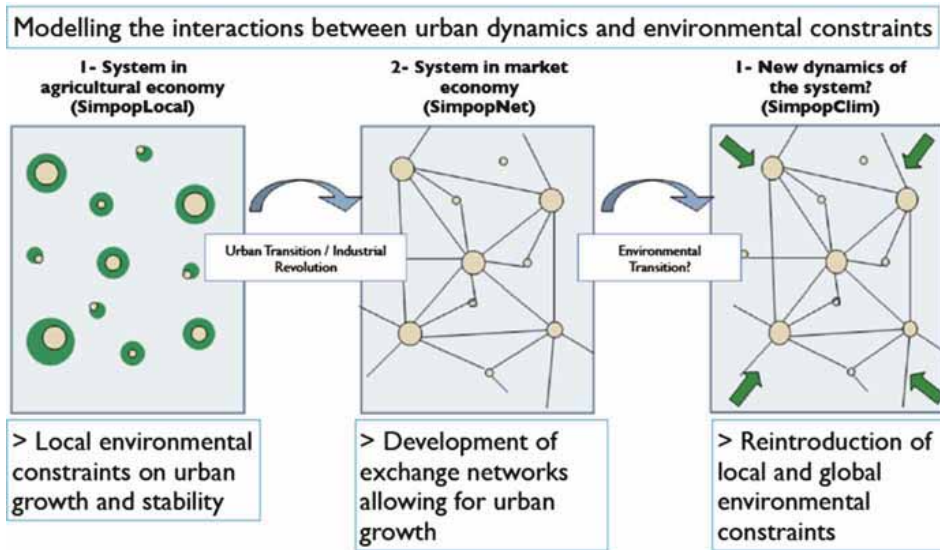 Modelling the interactions between urban dynamics and environmental constraints
1- System in
agricultural economy
(SimpopLocal)
2- System in market
economy
(SimpopNet)
1- New dynamics of
the system?
(SimpopClim)
Urban Transition / Industrial
Revolution
Environmental
Transition?
> Local environmental
constraints on urban
growth and stability
> Development of
exchange networks
allowing for urban
growth
> Reintroduction of
local and global
environmental
constraints